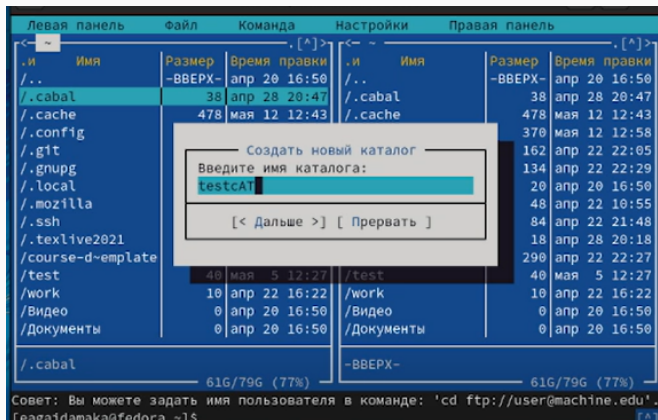 Левая панель Файл Команда Настройки Правая панель
<- ~ .[^]> <- ~ .[^]>
.и Имя Размер Время правки .и Имя Размер Время правки
/.. -ВВЕРХ- апр 20 16:50 /.. -ВВЕРХ- апр 20 16:50
/.cabal 38 апр 28 20:47 /.cabal 38 апр 28 20:47
/.cache 478 мая 12 12:43 /.cache 478 мая 12 12:43
/.config 370 мая 12 12:58
/.git 162 апр 22 22:05
/.gnupg 134 апр 22 22:29
/.local 20 апр 20 16:50
/.mozilla 48 апр 22 10:55
/.ssh 84 апр 22 21:48
/.texlive2021 18 апр 28 20:18
/course-d~emplate 290 апр 22 22:27
/test 40 мая 5 12:27 /test 40 мая 5 12:27
/work 10 апр 22 16:22 /work 10 апр 22 16:22
/Видео 0 апр 20 16:50 /Видео 0 апр 20 16:50
/Документы 0 апр 20 16:50 /Документы 0 апр 20 16:50
Создать новый каталог
Введите имя каталога:
testcAT
[< Дальше >] [ Прервать ]
/.cabal -ВВЕРХ-
61G/79G (77%) 61G/79G (77%)
Совет: Вы можете задать имя пользователя в команде: 'cd ftp://user@machine.edu'.
[eagajdamaka@fedora ~]$ [^]